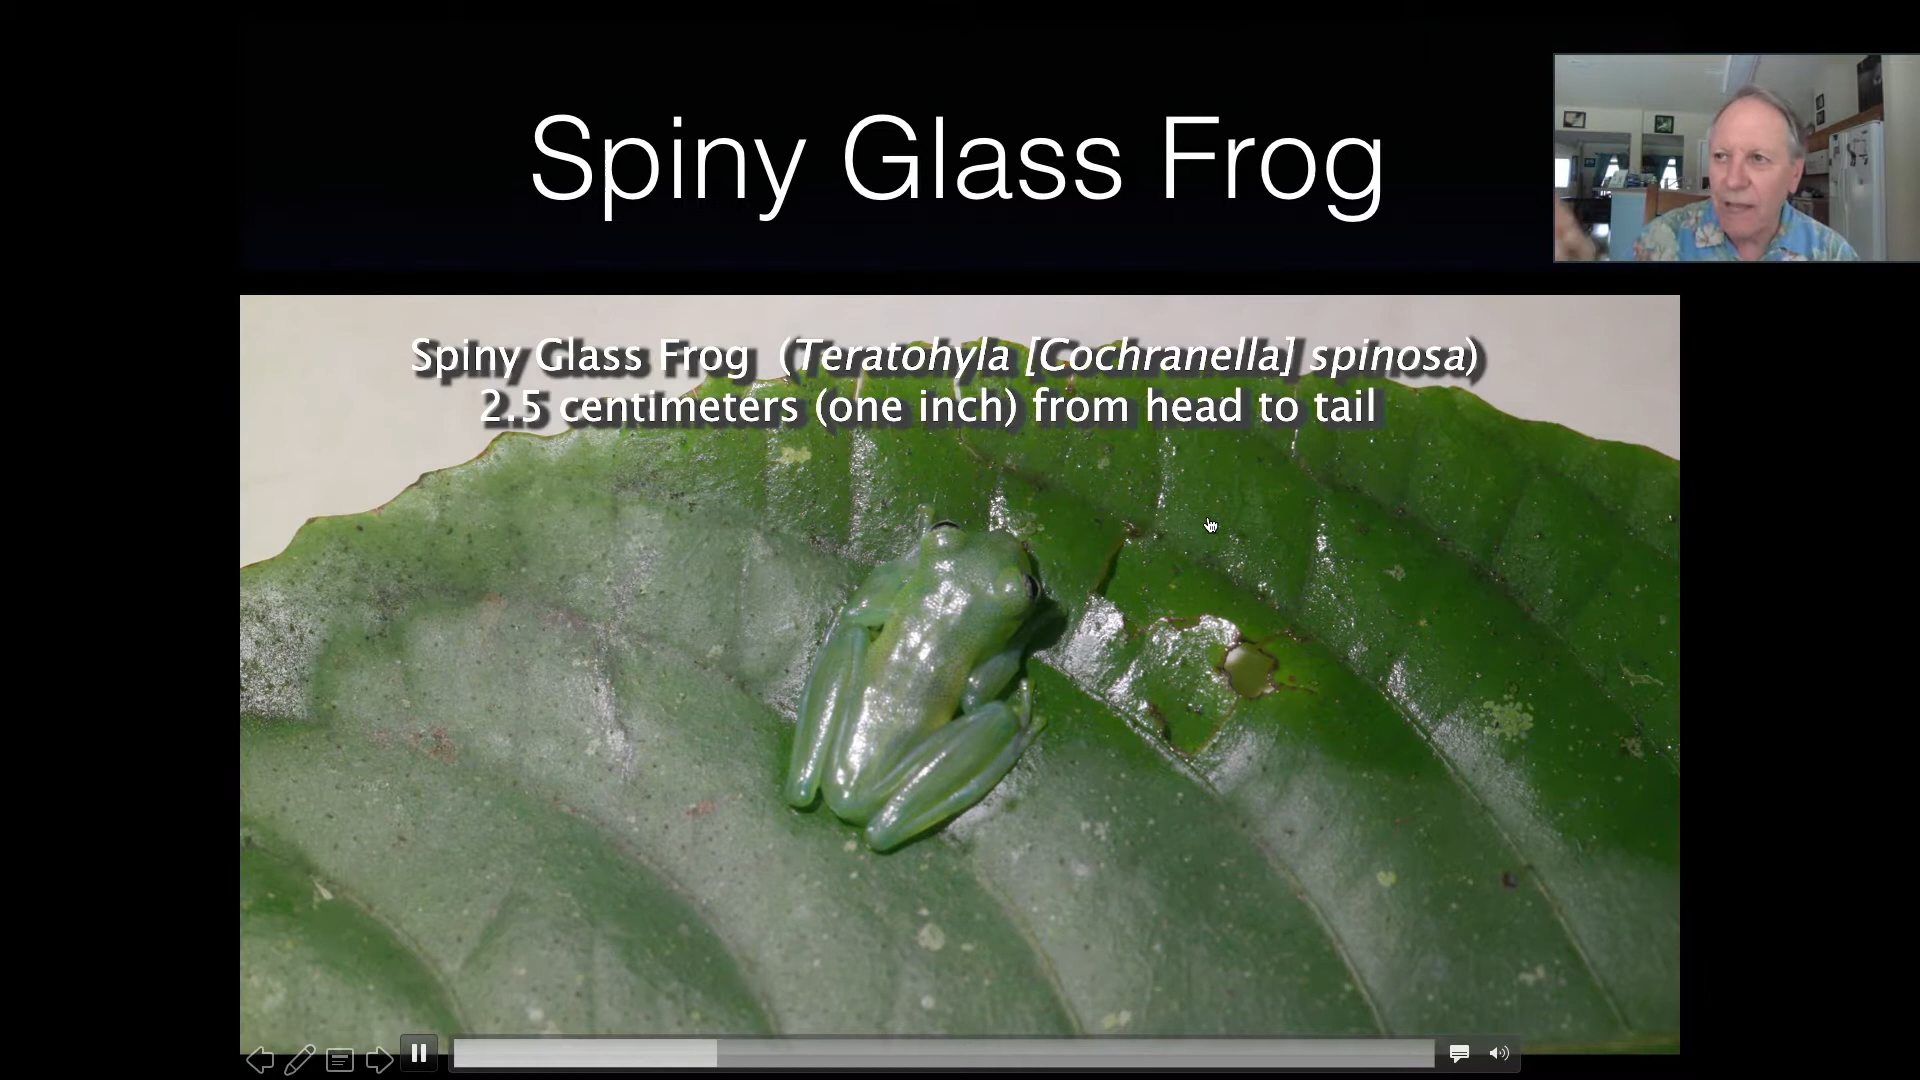 Spiny Glass Frog
Spiny Glass Frog (Teratohyla [Cochranella] spinosa)
2.5 centimeters (one inch) from head to tail